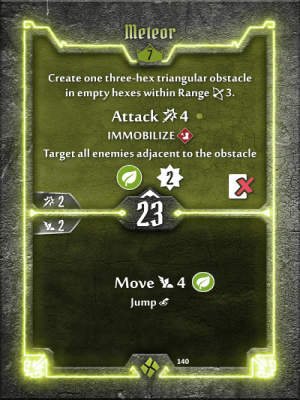 Meteor
7
Create one three-hex triangular obstacle
in empty hexes within Range 3.
Attack 4
IMMOBILIZE
Target all enemies adjacent to the obstacle
2
2
23
2
Move 4
Jump
140